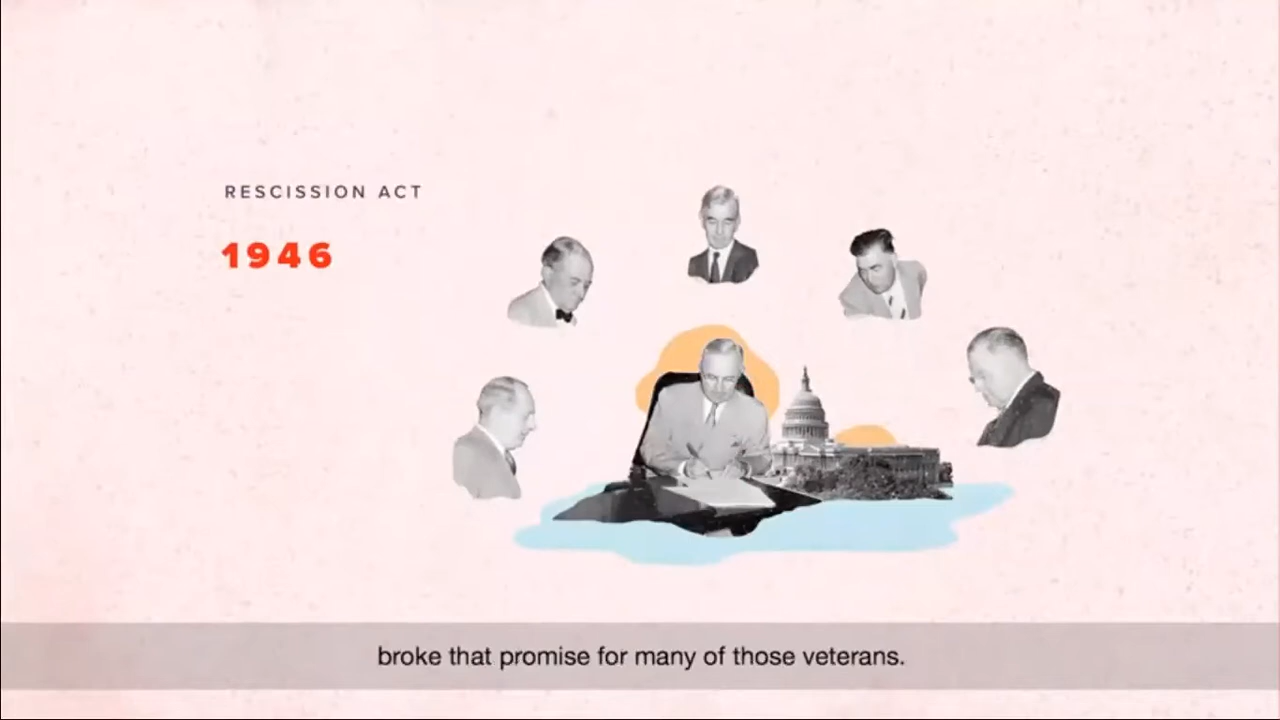 RESCISSION ACT
1946
broke that promise for many of those veterans.